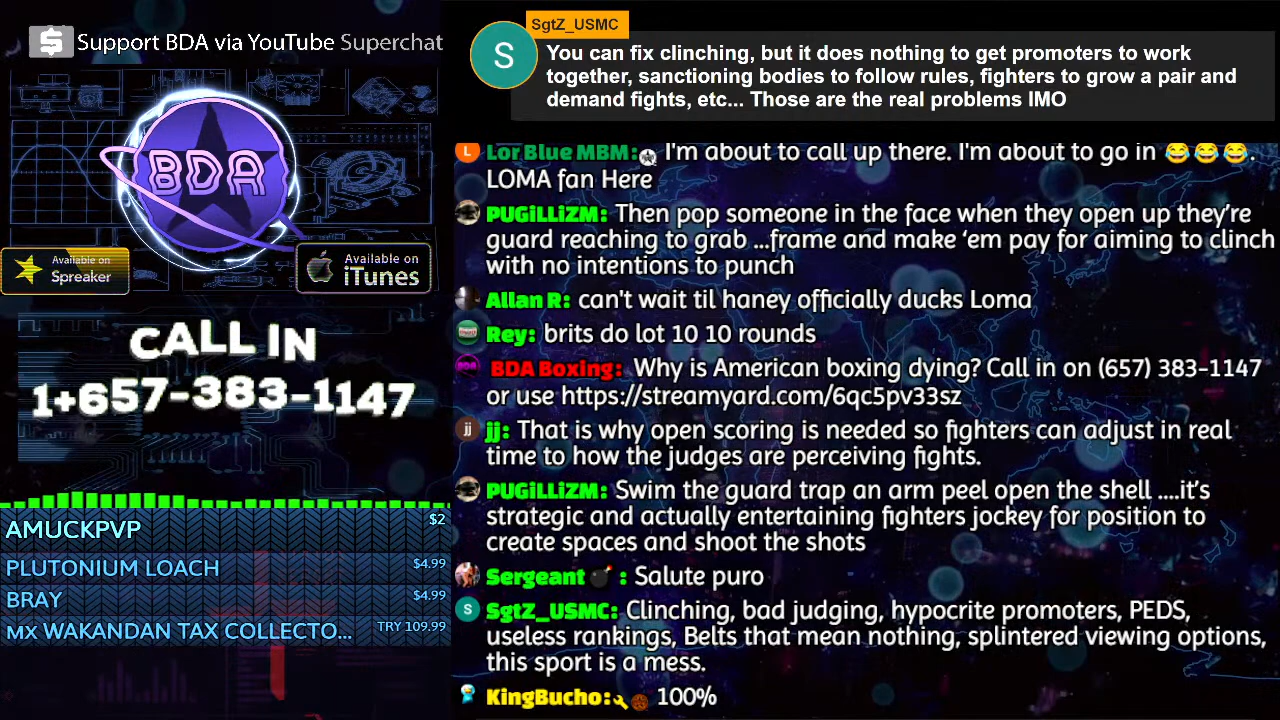 Support BDA via YouTube Superchat
BDA
Available on
Spreaker
Available on
iTunes
CALL IN
1+657-383-1147
AMUCKPVP $2
PLUTONIUM LOACH $4.99
BRAY $4.99
MX WAKANDAN TAX COLLECTO... TRY 109.99
SgtZ_USMC
S
You can fix clinching, but it does nothing to get promoters to work
together, sanctioning bodies to follow rules, fighters to grow a pair and
demand fights, etc... Those are the real problems IMO
L Lor Blue MBM: I'm about to call up there. I'm about to go in 😂😂😂.
LOMA fan Here
PUGiLLiZM: Then pop someone in the face when they open up they're
guard reaching to grab ...frame and make 'em pay for aiming to clinch
with no intentions to punch
Allan R: can't wait til haney officially ducks Loma
Rey: brits do lot 10 10 rounds
BDA BDA Boxing: Why is American boxing dying? Call in on (657) 383-1147
or use https://streamyard.com/6qc5pv33sz
jj jj: That is why open scoring is needed so fighters can adjust in real
time to how the judges are perceiving fights.
PUGiLLiZM: Swim the guard trap an arm peel open the shell ....it's
strategic and actually entertaining fighters jockey for position to
create spaces and shoot the shots
Sergeant💣: Salute puro
S SgtZ_USMC: Clinching, bad judging, hypocrite promoters, PEDS,
useless rankings, Belts that mean nothing, splintered viewing options,
this sport is a mess.
KingBucho: 100%